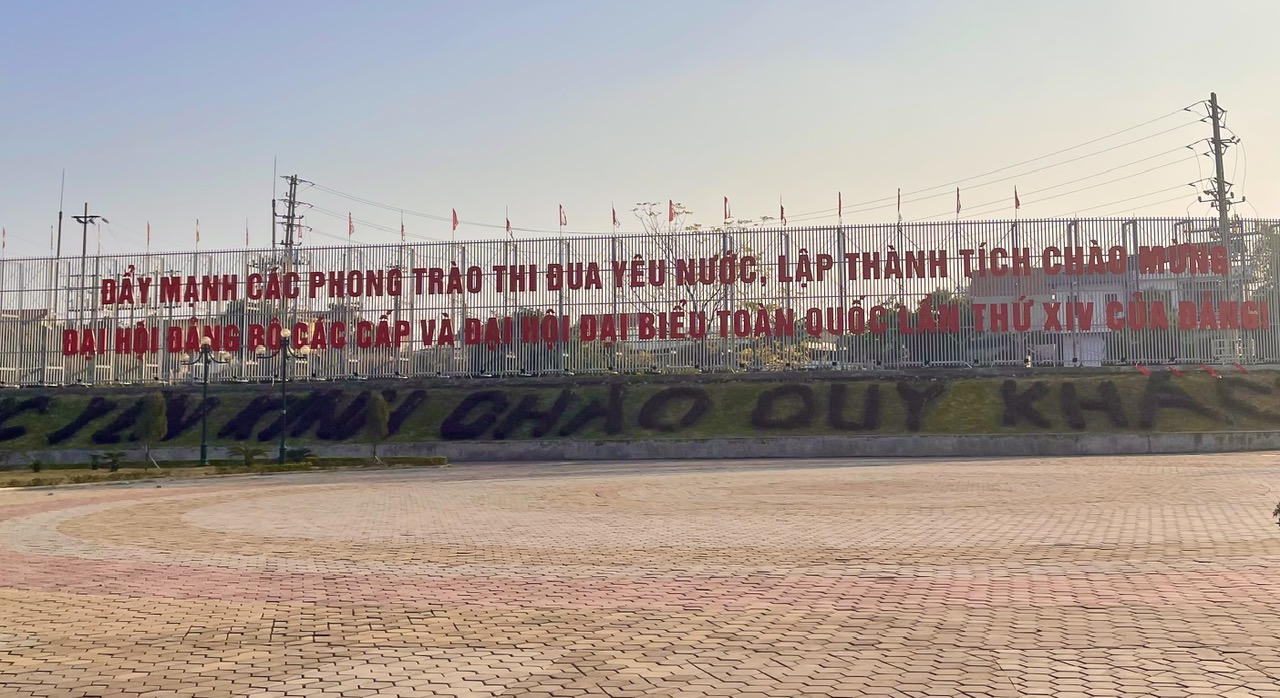 ĐẨY MẠNH CÁC PHONG TRÀO THI ĐUA YÊU NƯỚC, LẬP THÀNH TÍCH CHÀO MỪNG
ĐẠI HỘI ĐẢNG BỘ CÁC CẤP VÀ ĐẠI HỘI ĐẠI BIỂU TOÀN QUỐC LẦN THỨ XIV CỦA ĐẢNG!
CHÀO QUÝ KHÁC